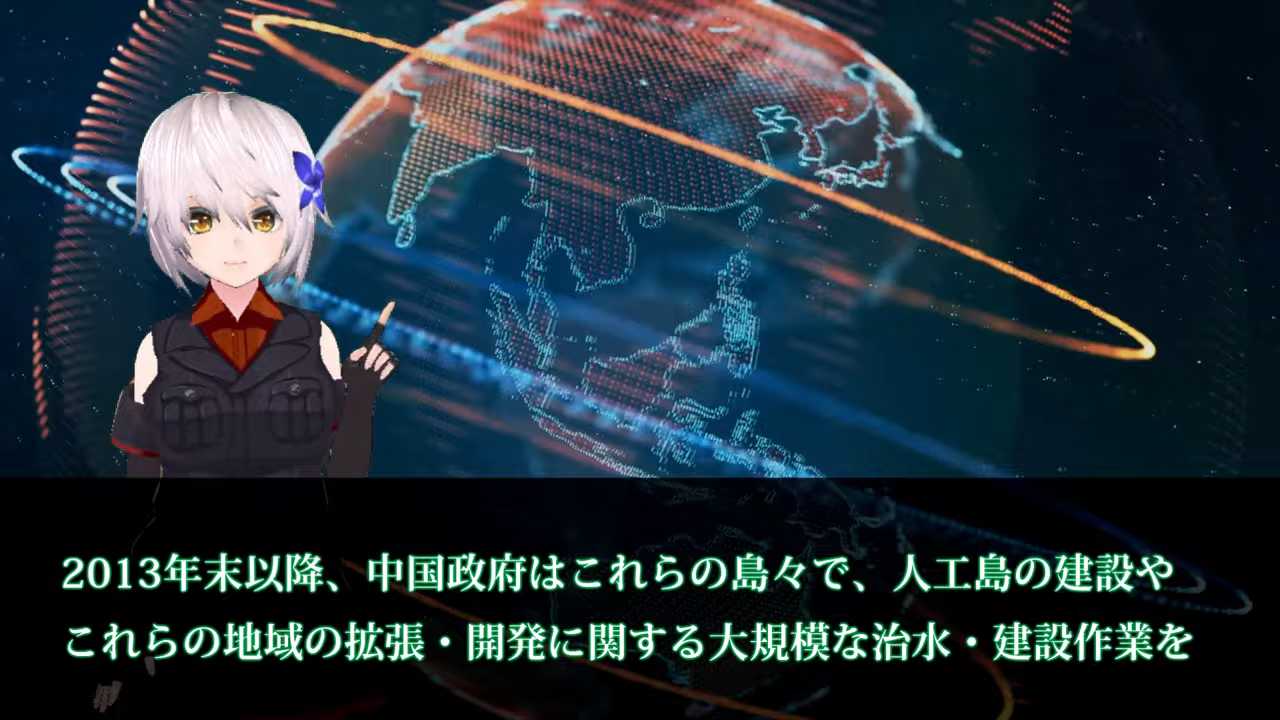 2013年末以降、中国政府はこれらの島々で、人工島の建設や
これらの地域の拡張・開発に関する大規模な治水・建設作業を